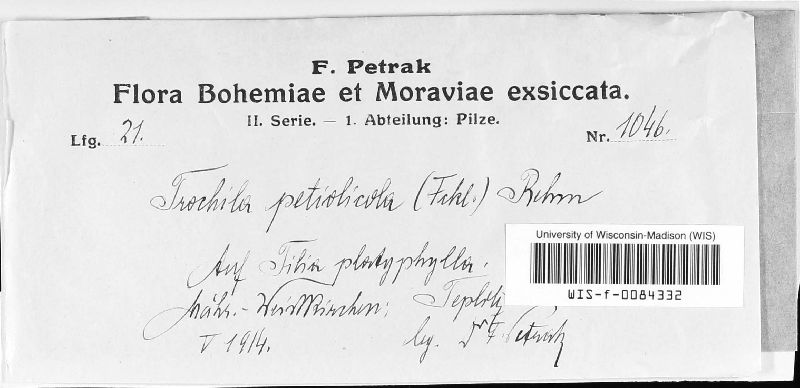 F. Petrak
Flora Bohemiae et Moraviae exsiccata.
II. Serie. — 1. Abteilung: Pilze.
Lfg. 21. Nr. 1046.
Trochila petiolicola (Fckl.) Rehm
University of Wisconsin-Madison (WIS)
WIS-f-0084332
Auf Tilia platyphylla.
Mähr.-Weisskirchen: Teplitz
V 1914. leg. Dr F. Petrak